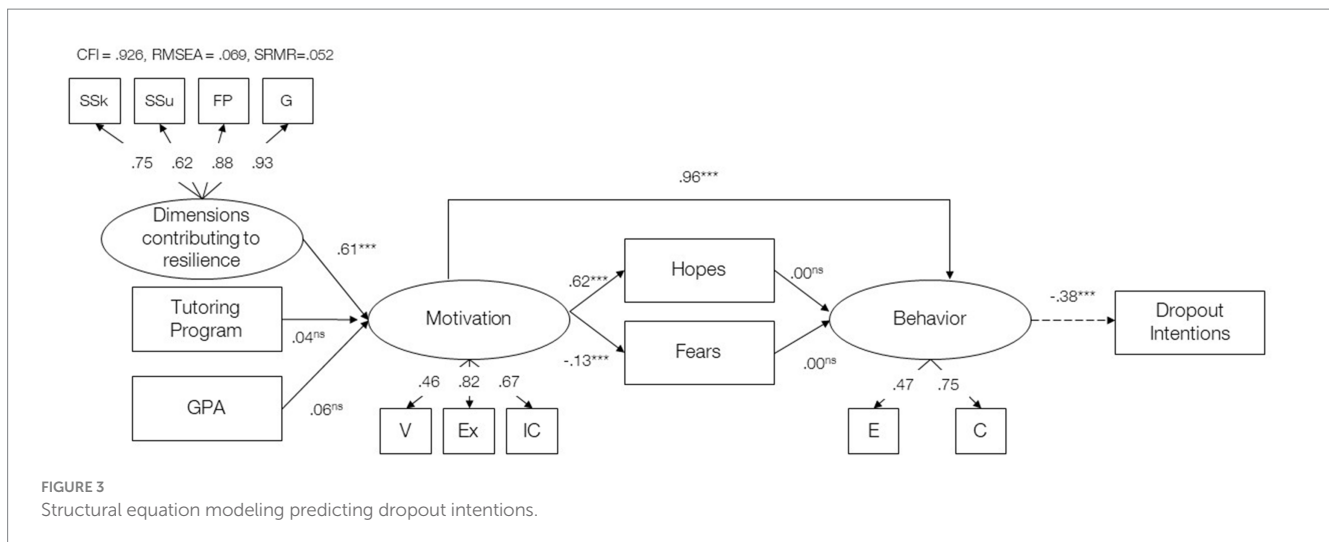 CFI = .926, RMSEA = .069, SRMR=.052
SSk SSu FP G
.75 .62 .88 .93
Dimensions
contributing to
resilience
.61***
.96***
Tutoring
Program
.04ns
GPA
.06ns
Motivation
.62***
-.13***
Hopes
Fears
.00ns
.00ns
Behavior
-.38***
Dropout
Intentions
.46 .82 .67
V Ex IC
.47 .75
E C
FIGURE 3
Structural equation modeling predicting dropout intentions.